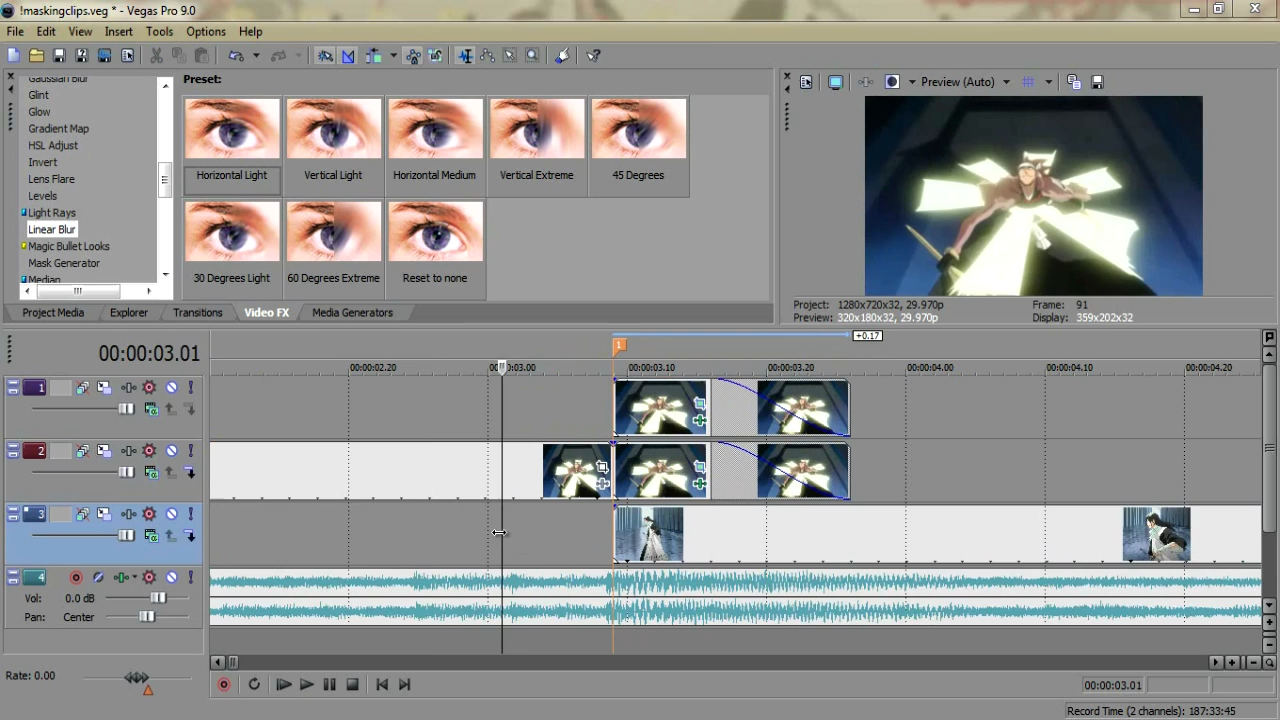 !maskingclips.veg * - Vegas Pro 9.0
File Edit View Insert Tools Options Help
Gaussian Blur
Glint
Glow
Gradient Map
HSL Adjust
Invert
Lens Flare
Levels
Light Rays
Linear Blur
Magic Bullet Looks
Mask Generator
Median
Preset:
Horizontal Light Vertical Light Horizontal Medium Vertical Extreme 45 Degrees
30 Degrees Light 60 Degrees Extreme Reset to none
Project Media Explorer Transitions Video FX Media Generators
Preview (Auto)
Project: 1280x720x32, 29.970p Frame: 91
Preview: 320x180x32, 29.970p Display: 359x202x32
00:00:03.01
+0.17
1
00:00:02.20 00:00:03.10 00:00:03.20 00:00:04.00 00:00:04.10 00:00:04.20
1
2
3
4
Vol: 0.0 dB
Pan: Center
Rate: 0.00
00:00:03.01
Record Time (2 channels): 187:33:45